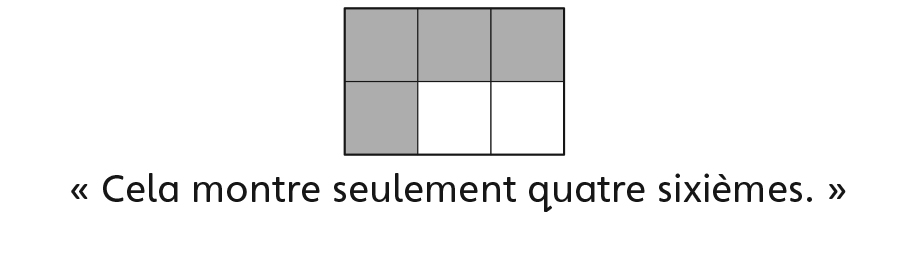 « Cela montre seulement quatre sixièmes. »